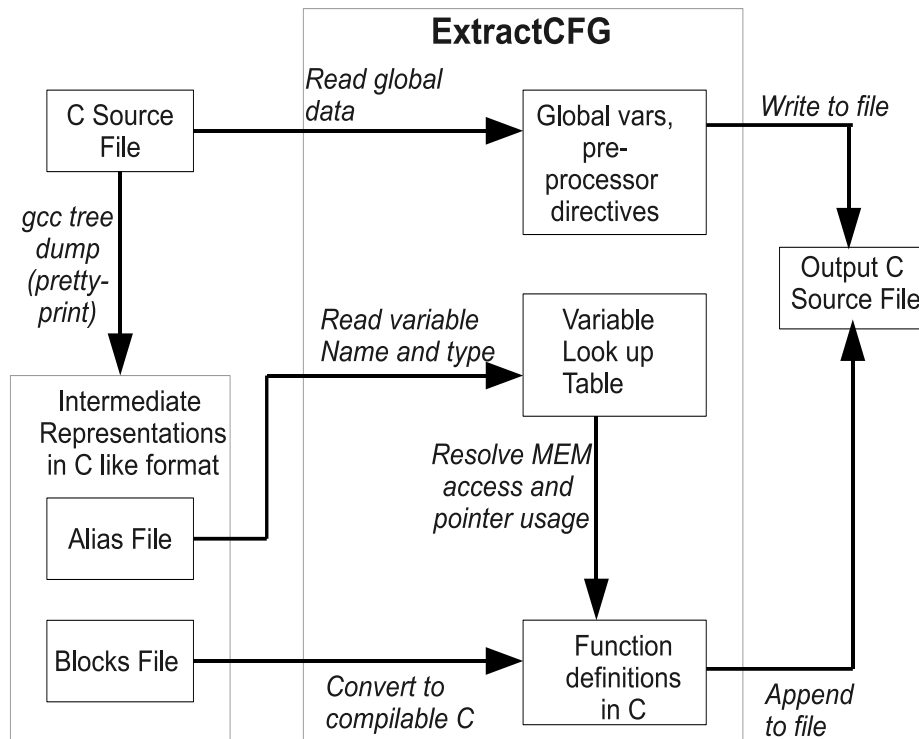 ExtractCFG
Read global
data
C Source
File
Global vars,
pre-
processor
directives
Write to file
gcc tree
dump
(pretty-
print)
Output C
Source File
Read variable
Name and type
Variable
Look up
Table
Intermediate
Representations
in C like format
Resolve MEM
access and
pointer usage
Alias File
Blocks File
Convert to
compilable C
Function
definitions
in C
Append
to file